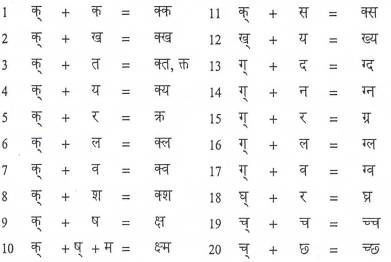 1 क् + क = क्क
2 क् + ख = क्ख
3 क् + त = क्त, क्त
4 क् + य = क्य
5 क् + र = क्र
6 क् + ल = क्ल
7 क् + व = क्व
8 क् + श = क्श
9 क् + ष = क्ष
10 क् + ष् + म = क्ष्म
11 क् + स = क्स
12 ख् + य = ख्य
13 ग् + द = ग्द
14 ग् + न = ग्न
15 ग् + र = ग्र
16 ग् + ल = ग्ल
17 ग् + व = ग्व
18 घ् + र = घ्र
19 च् + च = च्च
20 च् + छ = च्छ